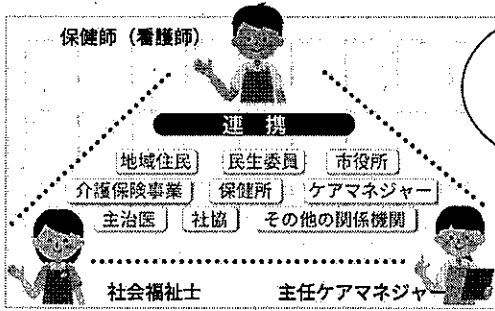 保健師（看護師）
連携
地域住民 民生委員 市役所
介護保険事業 保健所 ケアマネジャー
主治医 社協 その他の関係機関
社会福祉士 主任ケアマネジャー